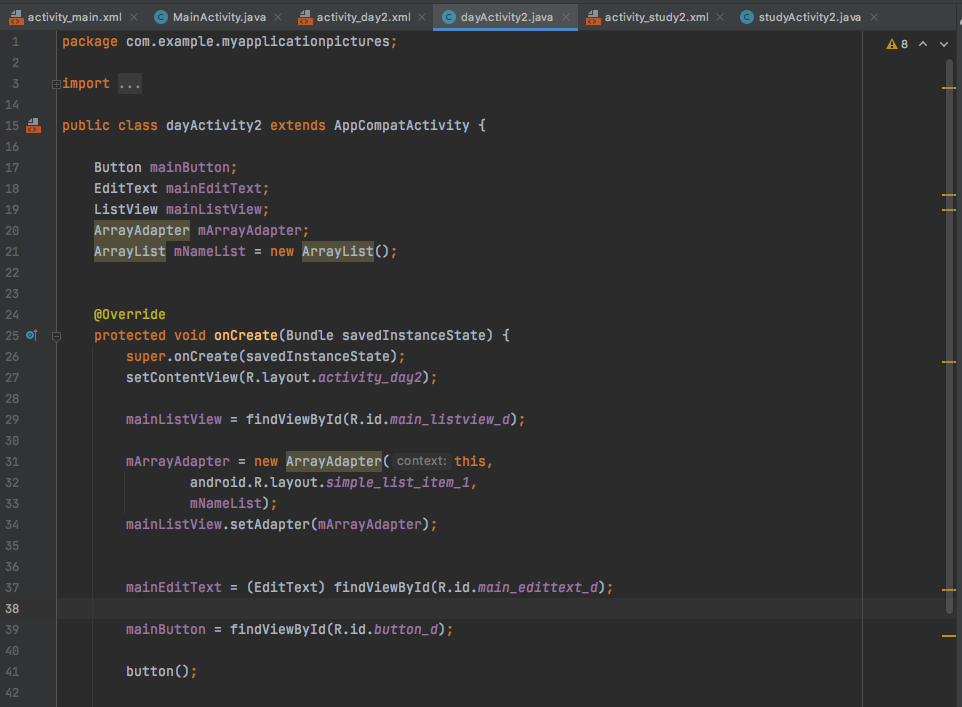 activity_main.xml MainActivity.java activity_day2.xml dayActivity2.java activity_study2.xml studyActivity2.java
1 package com.example.myapplicationpictures;
8
2
3 import ...
14
15 public class dayActivity2 extends AppCompatActivity {
16
17 Button mainButton;
18 EditText mainEditText;
19 ListView mainListView;
20 ArrayAdapter mArrayAdapter;
21 ArrayList mNameList = new ArrayList();
22
23
24 @Override
25 protected void onCreate(Bundle savedInstanceState) {
26 super.onCreate(savedInstanceState);
27 setContentView(R.layout.activity_day2);
28
29 mainListView = findViewById(R.id.main_listview_d);
30
31 mArrayAdapter = new ArrayAdapter( context: this,
32 android.R.layout.simple_list_item_1,
33 mNameList);
34 mainListView.setAdapter(mArrayAdapter);
35
36
37 mainEditText = (EditText) findViewById(R.id.main_edittext_d);
38
39 mainButton = findViewById(R.id.button_d);
40
41 button();
42